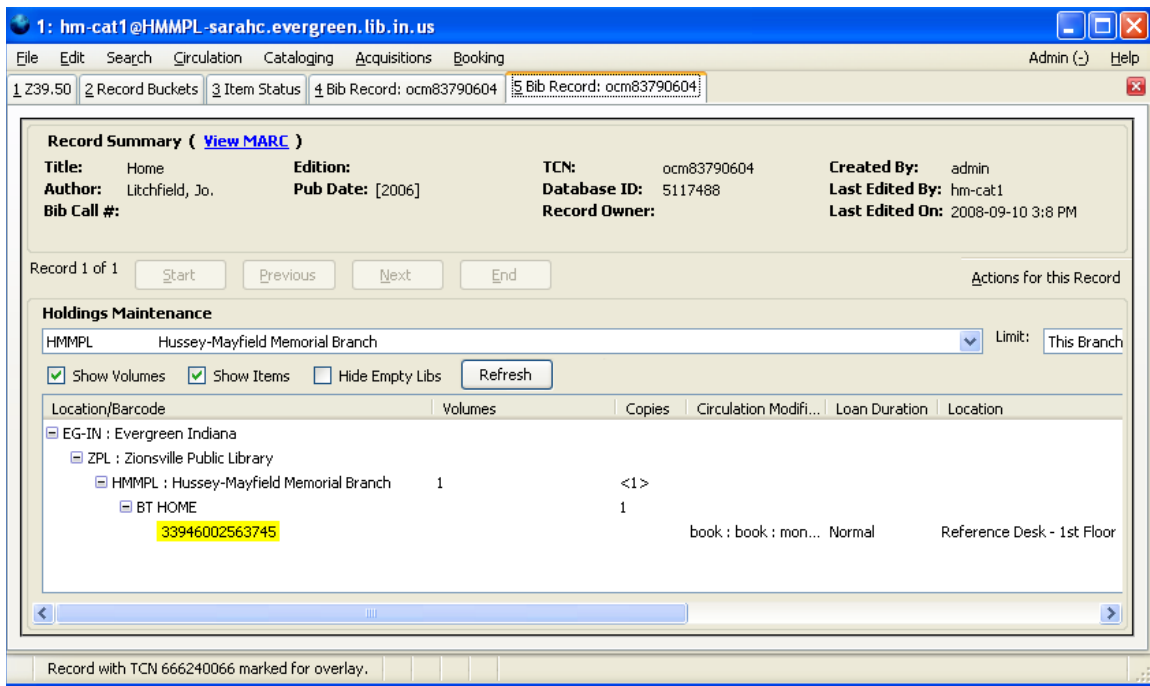 1: hm-cat1@HMMPL-sarahc.evergreen.lib.in.us
File Edit Search Circulation Cataloging Acquisitions Booking Admin (-) Help
1 Z39.50 2 Record Buckets 3 Item Status 4 Bib Record: ocm83790604 5 Bib Record: ocm83790604
Record Summary ( View MARC )
Title: Home Edition: TCN: ocm83790604 Created By: admin
Author: Litchfield, Jo. Pub Date: [2006] Database ID: 5117488 Last Edited By: hm-cat1
Bib Call #: Record Owner: Last Edited On: 2008-09-10 3:8 PM
Record 1 of 1 Start Previous Next End Actions for this Record
Holdings Maintenance
HMMPL Hussey-Mayfield Memorial Branch Limit: This Branch
Show Volumes Show Items Hide Empty Libs Refresh
Location/Barcode Volumes Copies Circulation Modifi... Loan Duration Location
EG-IN : Evergreen Indiana
ZPL : Zionsville Public Library
HMMPL : Hussey-Mayfield Memorial Branch 1 <1>
BT HOME 1
33946002563745 book : book : mon... Normal Reference Desk - 1st Floor
Record with TCN 666240066 marked for overlay.